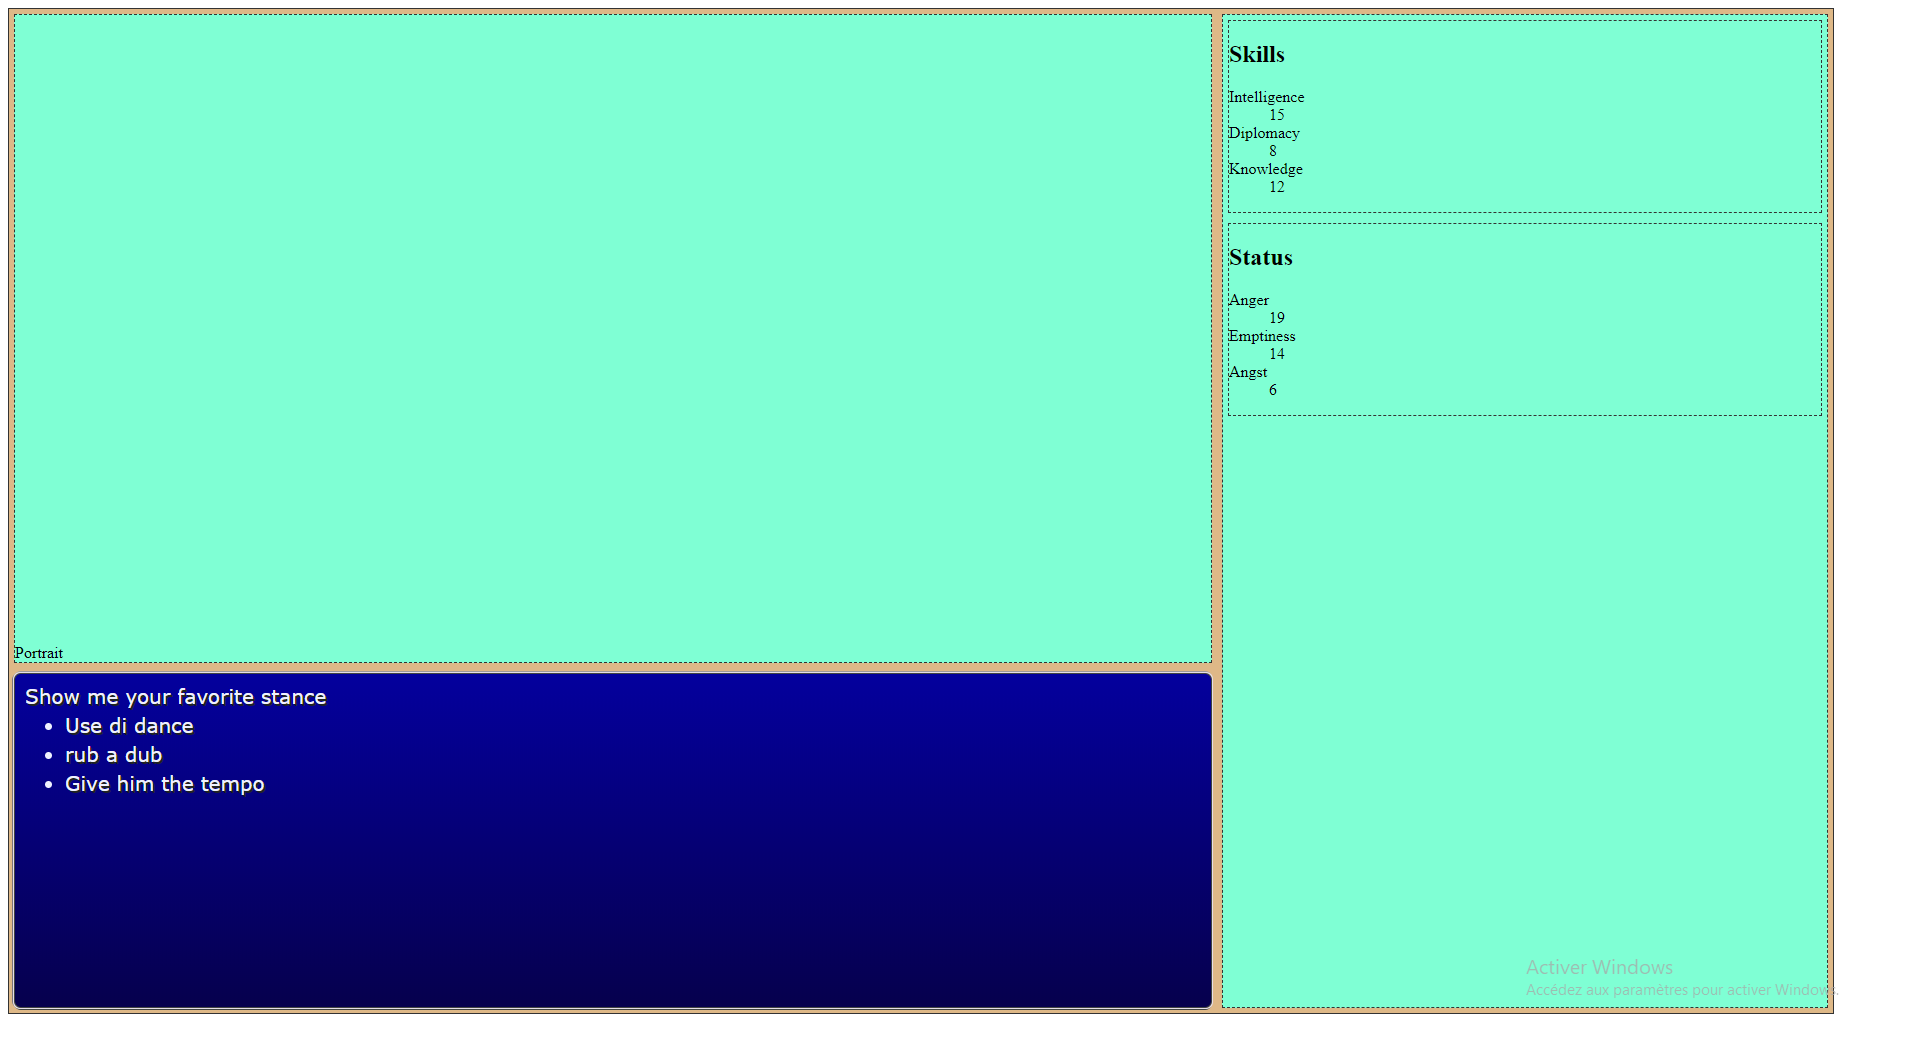 Portrait
Show me your favorite stance
Use di dance
rub a dub
Give him the tempo
Skills
Intelligence
15
Diplomacy
8
Knowledge
12
Status
Anger
19
Emptiness
14
Angst
6
Activer Windows
Accédez aux paramètres pour activer Windows.